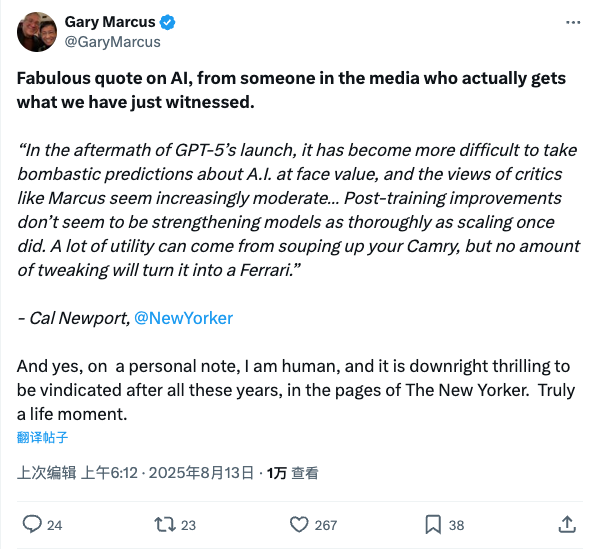 Gary Marcus
@GaryMarcus
Fabulous quote on AI, from someone in the media who actually gets
what we have just witnessed.
“In the aftermath of GPT-5’s launch, it has become more difficult to take
bombastic predictions about A.I. at face value, and the views of critics
like Marcus seem increasingly moderate... Post-training improvements
don’t seem to be strengthening models as thoroughly as scaling once
did. A lot of utility can come from souping up your Camry, but no amount
of tweaking will turn it into a Ferrari.”
- Cal Newport, @NewYorker
And yes, on  a personal note, I am human, and it is downright thrilling to
be vindicated after all these years, in the pages of The New Yorker.  Truly
a life moment.
翻译帖子
上次编辑 上午6:12 · 2025年8月13日 · 1万 查看
24 23 267 38